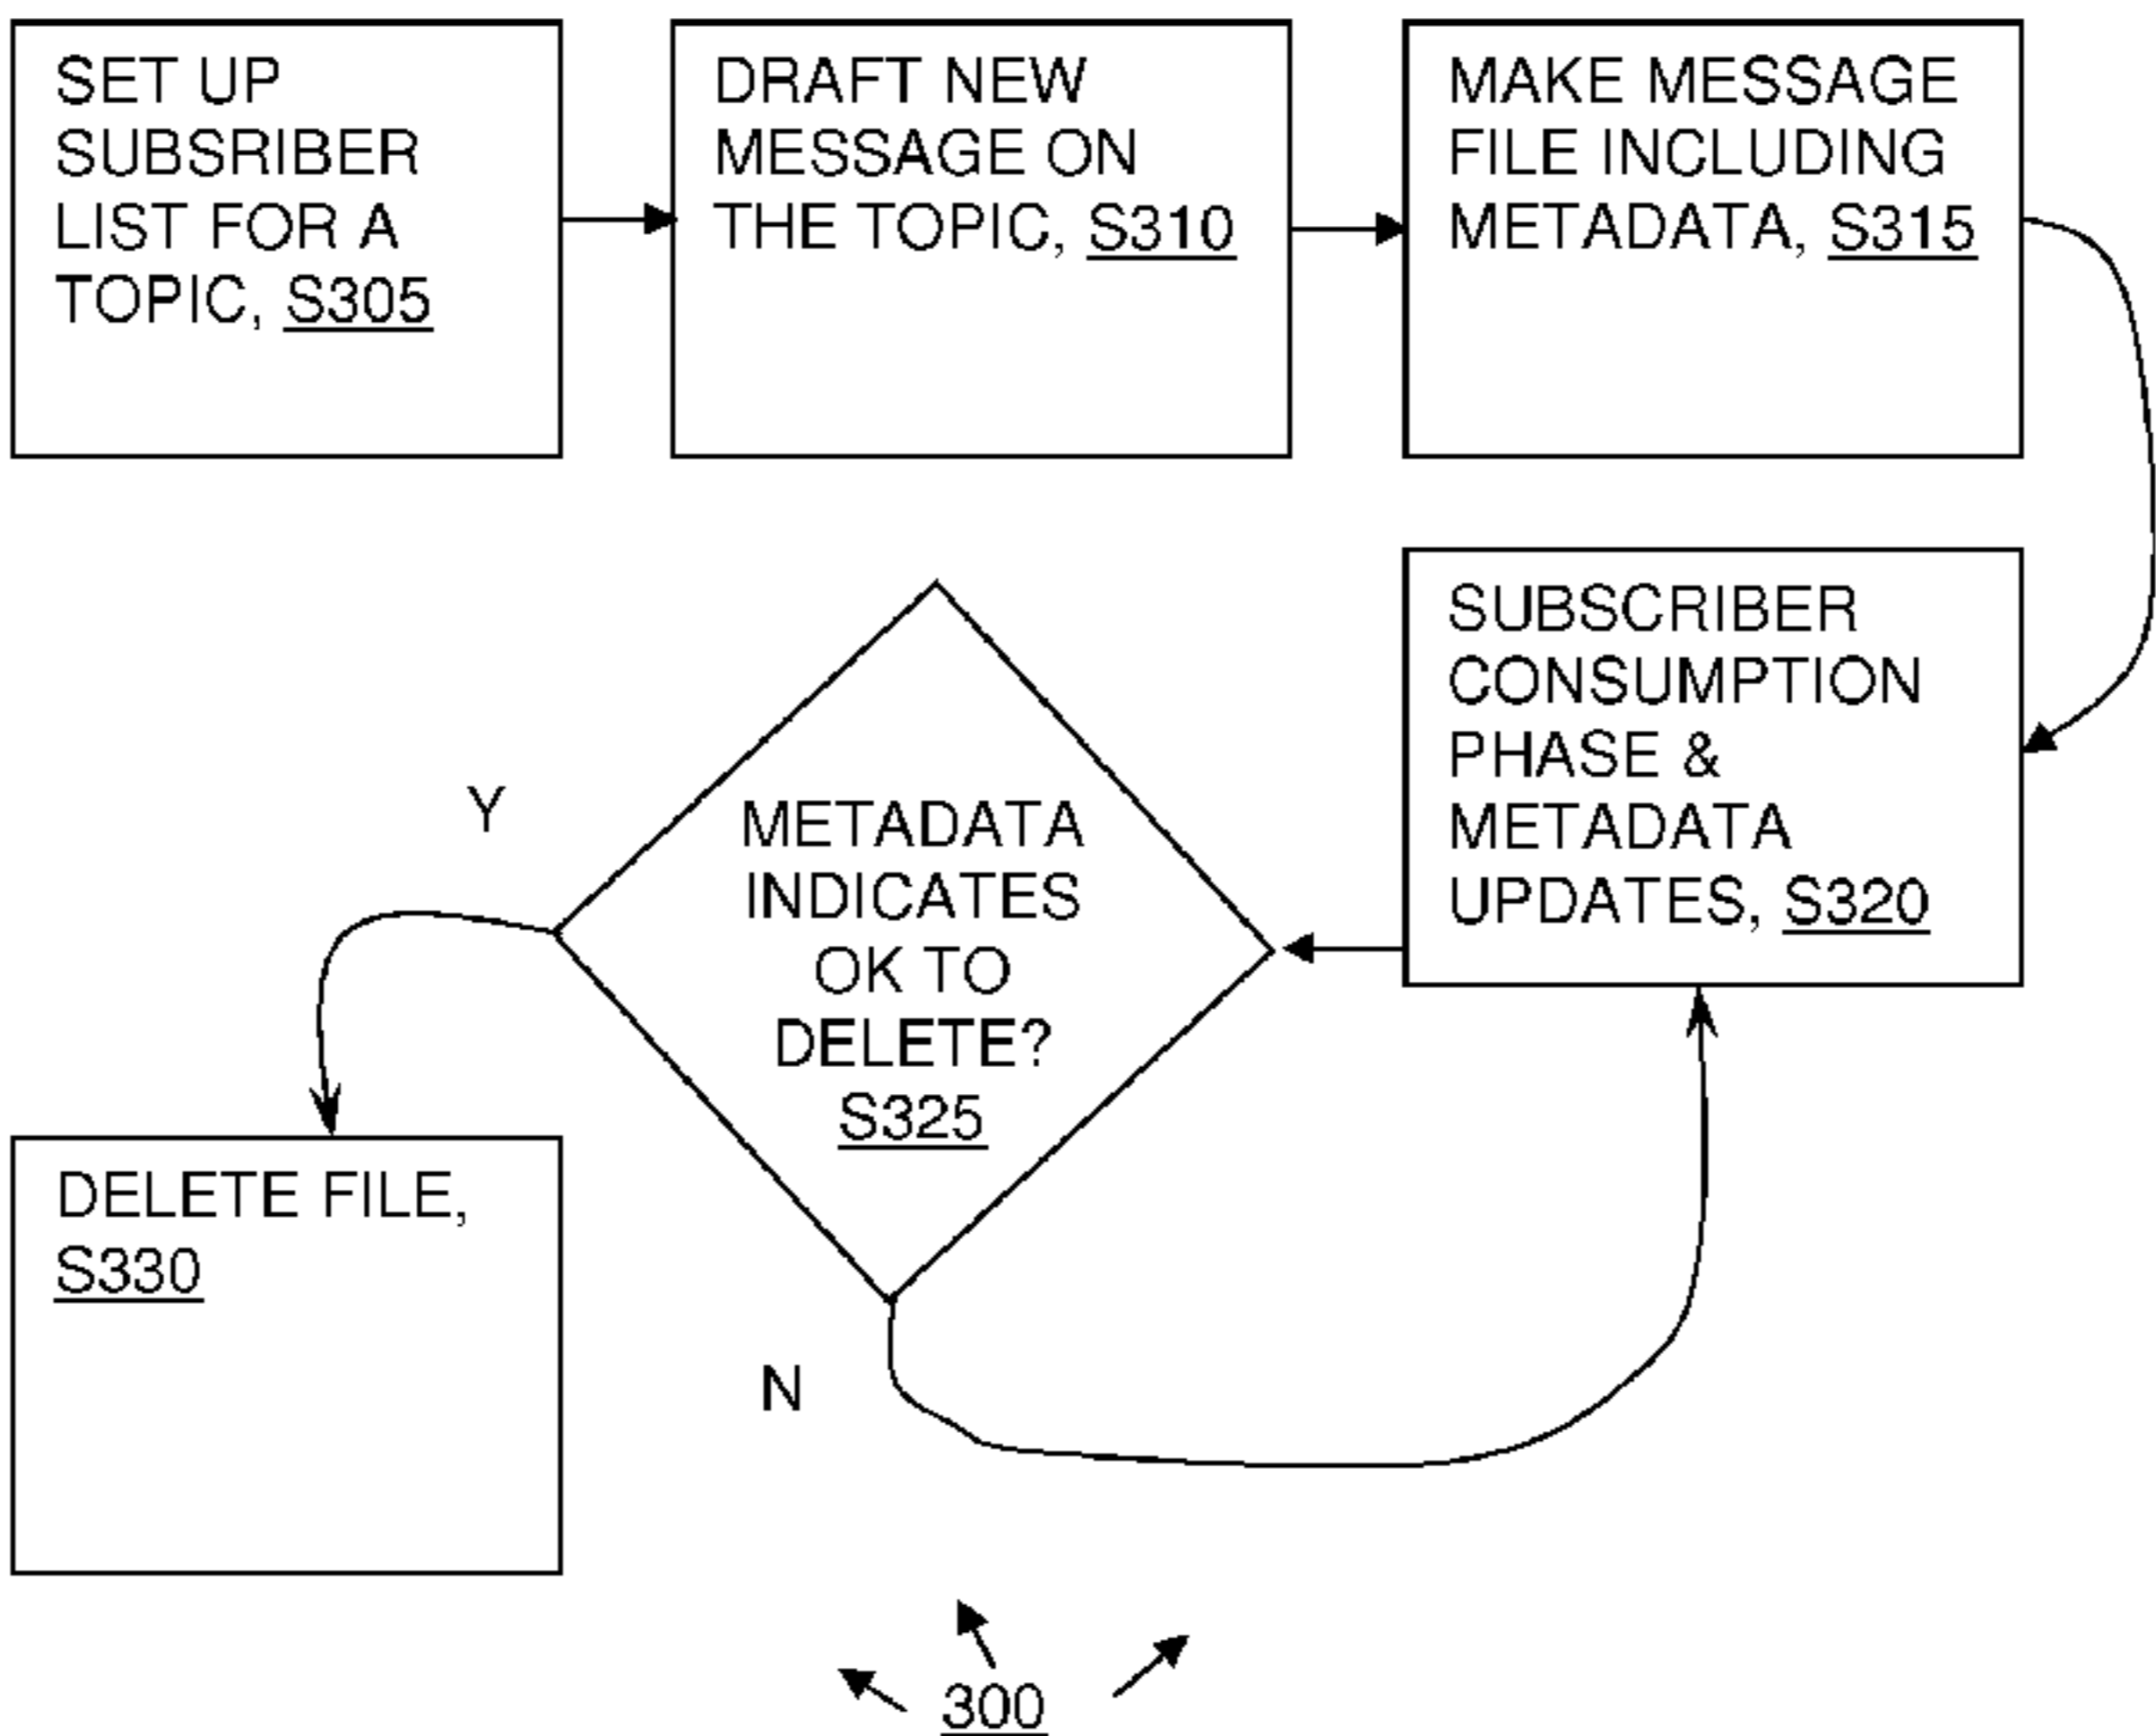 SET UP
SUBSRIBER
LIST FOR A
TOPIC, S305
DRAFT NEW
MESSAGE ON
THE TOPIC, S310
MAKE MESSAGE
FILE INCLUDING
METADATA, S315
SUBSCRIBER
CONSUMPTION
PHASE &
METADATA
UPDATES, S320
METADATA
INDICATES
OK TO
DELETE?
S325
Y
N
DELETE FILE,
S330
300